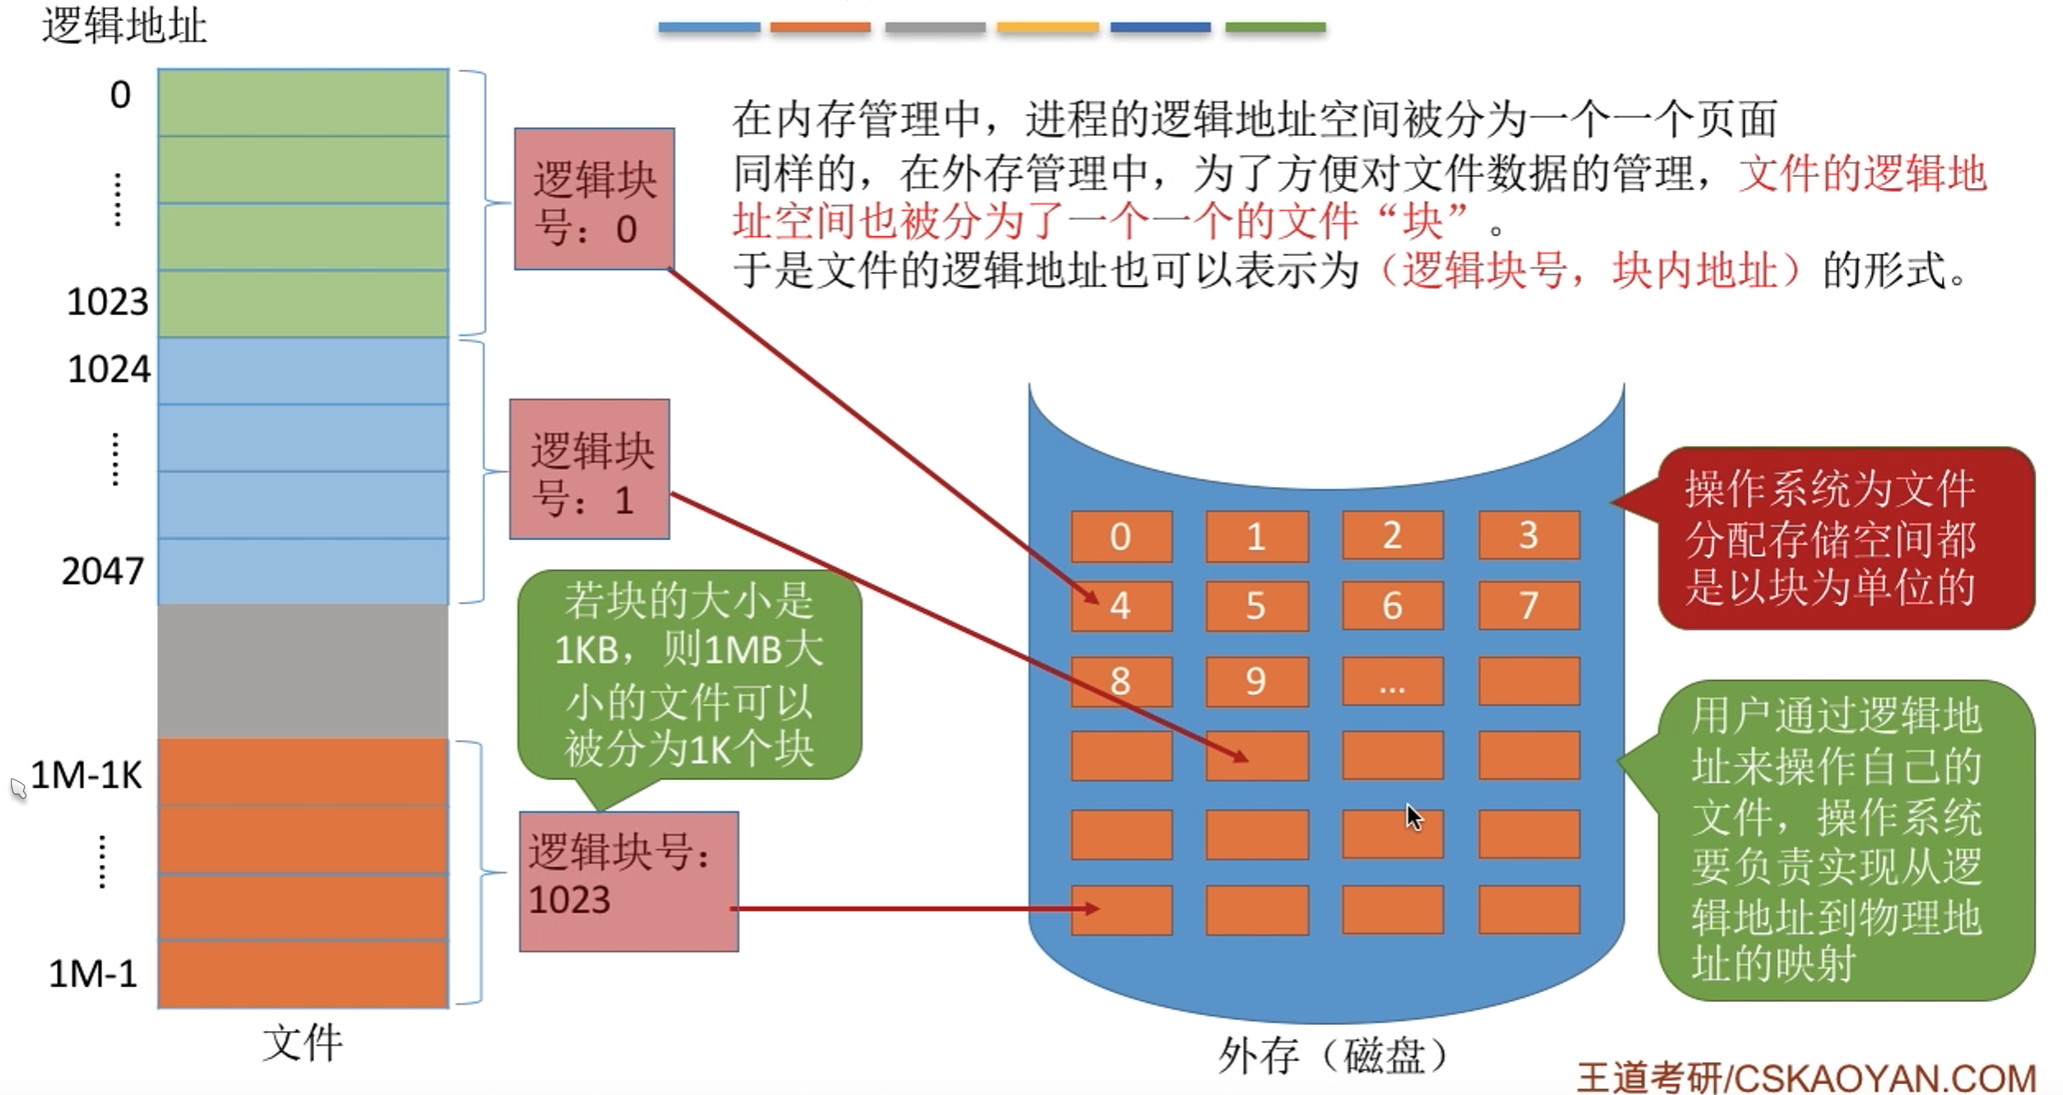 逻辑地址
0
......
1023
1024
......
2047
1M-1K
......
1M-1
文件
逻辑块
号：0
逻辑块
号：1
若块的大小是
1KB，则1MB大
小的文件可以
被分为1K个块
逻辑块号：
1023
在内存管理中，进程的逻辑地址空间被分为一个一个页面
同样的，在外存管理中，为了方便对文件数据的管理，文件的逻辑地
址空间也被分为了一个一个的文件“块”。
于是文件的逻辑地址也可以表示为（逻辑块号，块内地址）的形式。
0 1 2 3
4 5 6 7
8 9 ...
外存（磁盘）
操作系统为文件
分配存储空间都
是以块为单位的
用户通过逻辑地
址来操作自己的
文件，操作系统
要负责实现从逻
辑地址到物理地
址的映射
王道考研/CSKAOYAN.COM